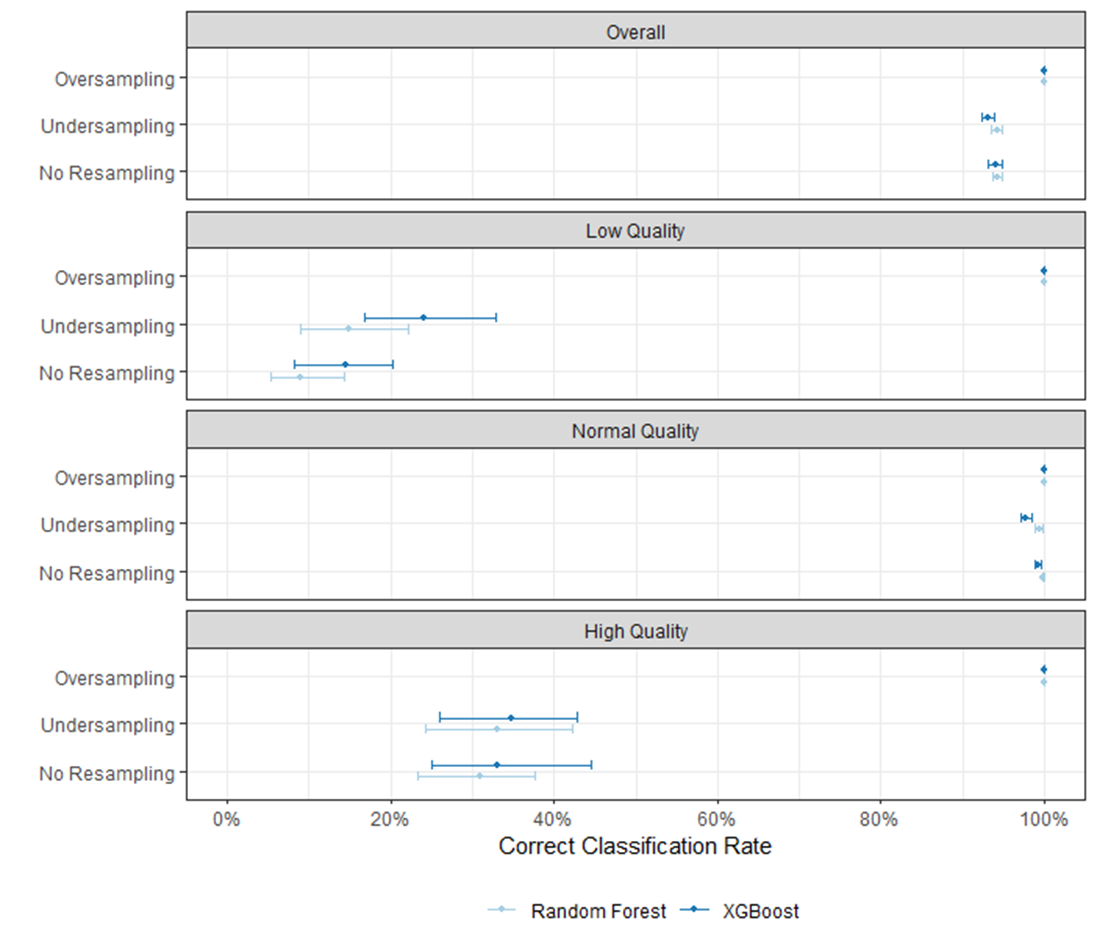 Overall
Oversampling
Undersampling
No Resampling
Low Quality
Oversampling
Undersampling
No Resampling
Normal Quality
Oversampling
Undersampling
No Resampling
High Quality
Oversampling
Undersampling
No Resampling
0% 20% 40% 60% 80% 100%
Correct Classification Rate
Random Forest XGBoost